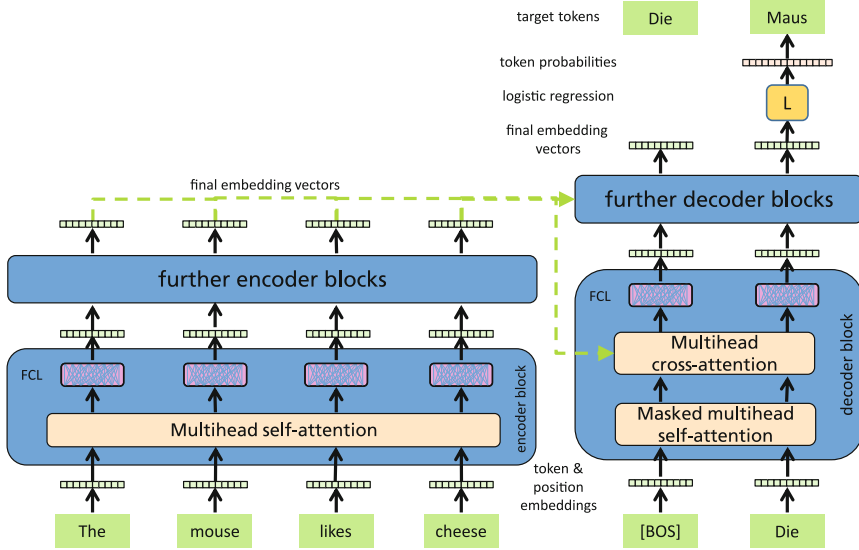 target tokens
Die
Maus
token probabilities
logistic regression
L
final embedding
vectors
final embedding vectors
further decoder blocks
further encoder blocks
FCL
Multihead
cross-attention
decoder block
FCL
encoder block
Multihead self-attention
Masked multihead
self-attention
token &
position
embeddings
The
mouse
likes
cheese
[BOS]
Die